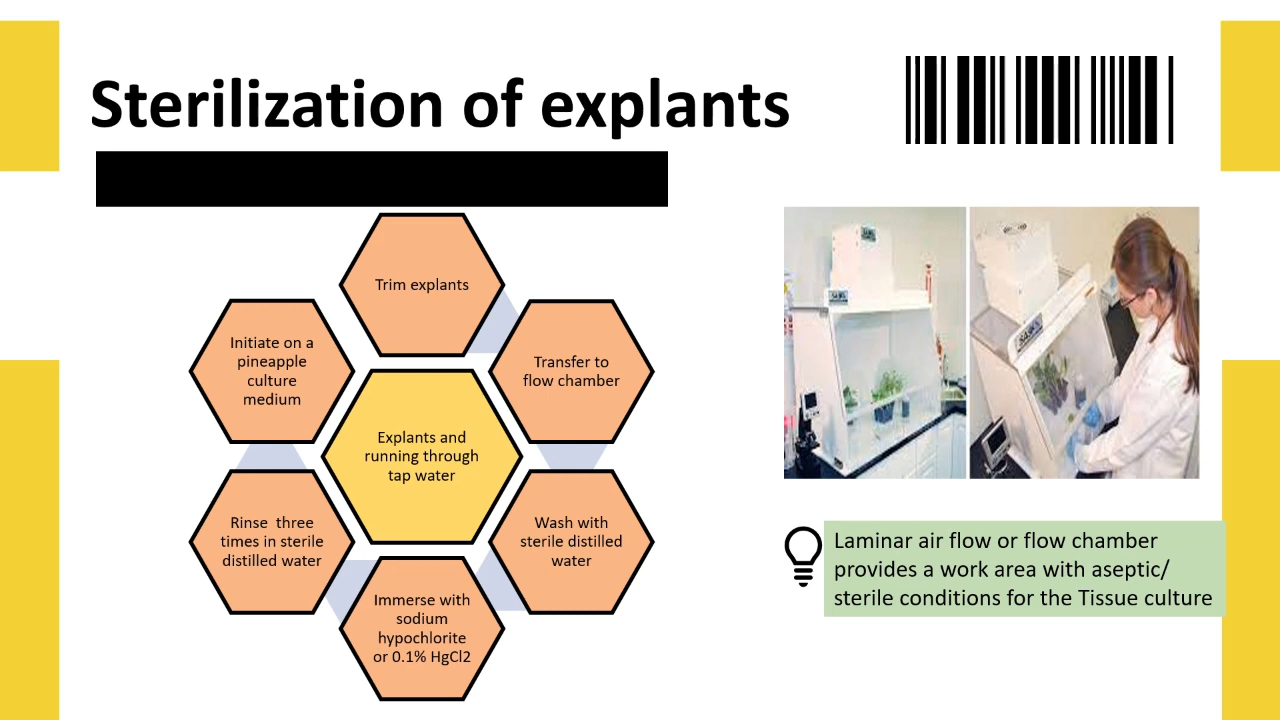 Sterilization of explants
Trim explants
Transfer to
flow chamber
Wash with
sterile distilled
water
Immerse with
sodium
hypochlorite
or 0.1% HgCl2
Rinse  three
times in sterile
distilled water
Initiate on a
pineapple
culture
medium
Explants and
running through
tap water
Laminar air flow or flow chamber
provides a work area with aseptic/
sterile conditions for the Tissue culture